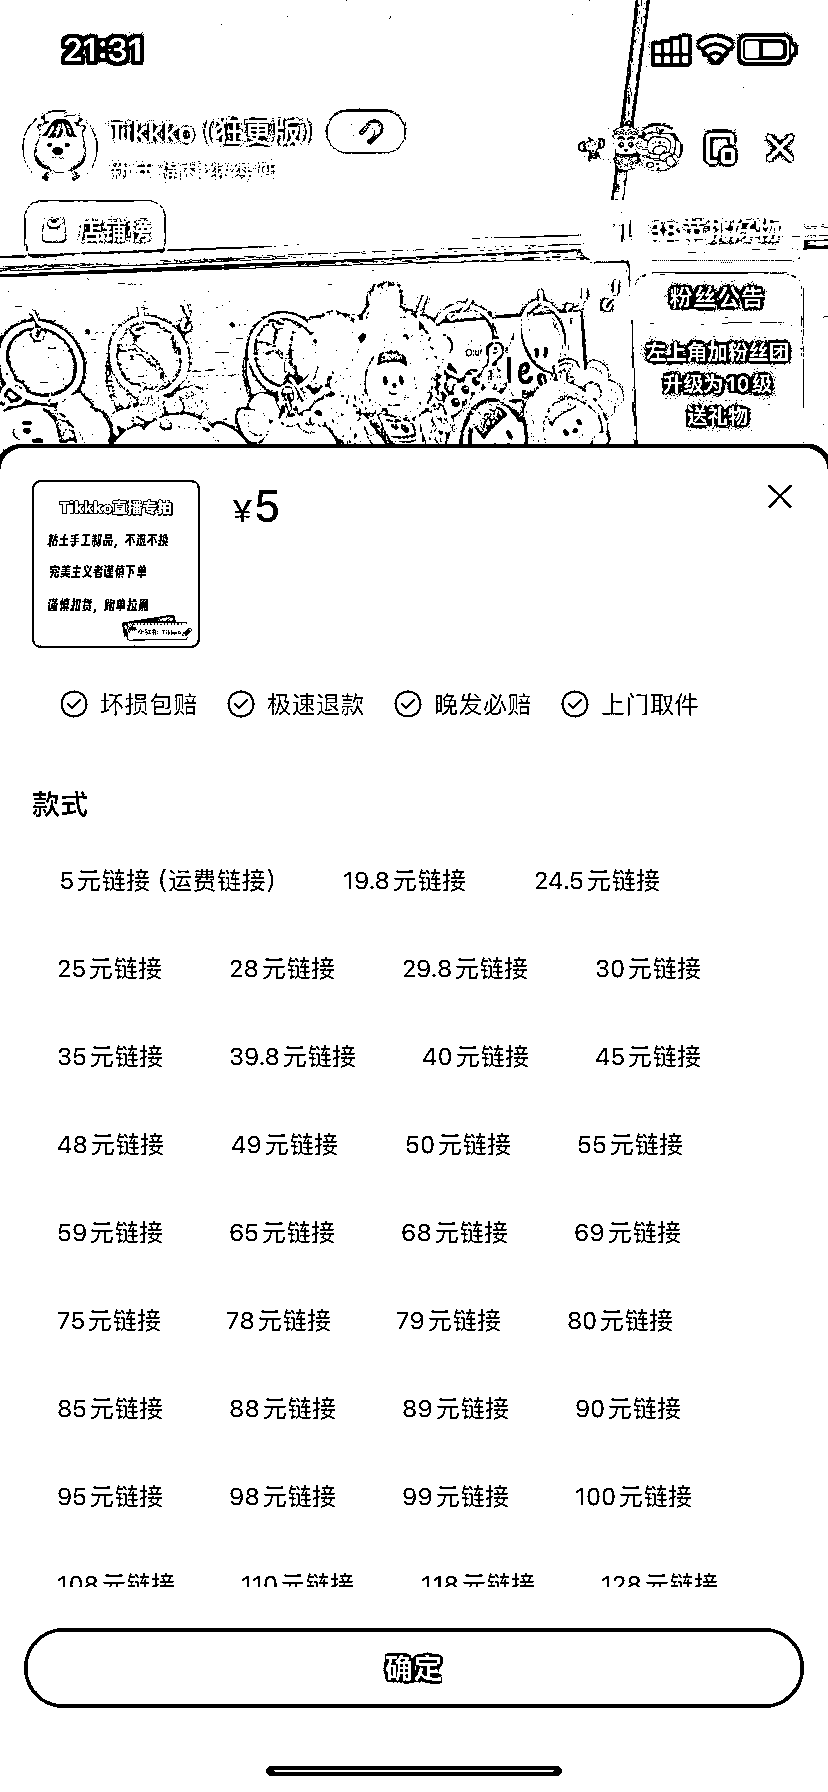 21:31
Tikkko（狂更版）
店铺榜
38节抓好物
粉丝公告
左上角加粉丝团
升级为10级
送礼物
Tikkko直播专拍
粘土手工制品，不退不换
完美主义者谨慎下单
谨慎扣货，跑单拉黑
¥5
坏损包赔 极速退款 晚发必赔 上门取件
款式
5元链接（运费链接） 19.8元链接 24.5元链接
25元链接 28元链接 29.8元链接 30元链接
35元链接 39.8元链接 40元链接 45元链接
48元链接 49元链接 50元链接 55元链接
59元链接 65元链接 68元链接 69元链接
75元链接 78元链接 79元链接 80元链接
85元链接 88元链接 89元链接 90元链接
95元链接 98元链接 99元链接 100元链接
108元链接 110元链接 118元链接 128元链接
确定